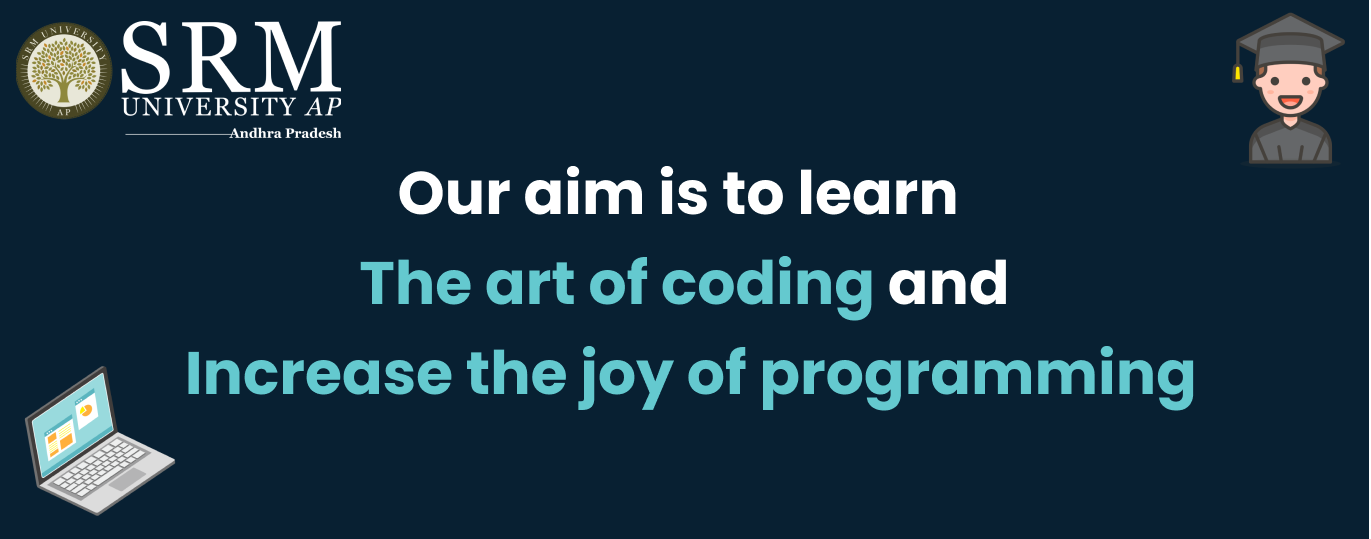 SRM UNIVERSITY
AP
SRM
UNIVERSITY AP
Andhra Pradesh
Our aim is to learn
The art of coding and
Increase the joy of programming